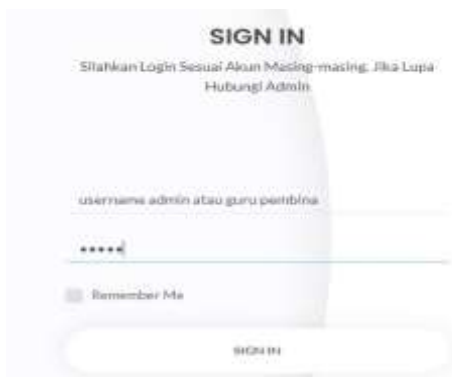 SIGN IN
Silahkan Login Sesuai Akun Masing-masing. Jika Lupa
Hubungi Admin
username admin atau guru pembina
•••••
Remember Me
SIGN IN